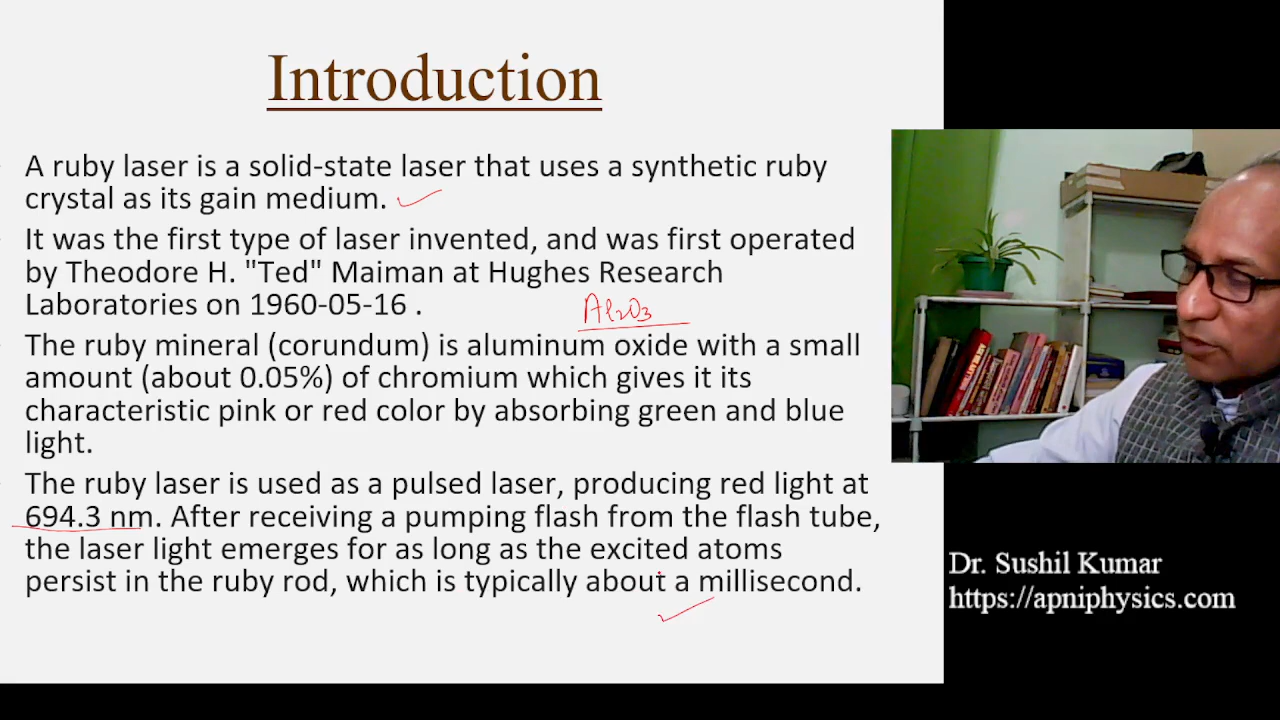 Introduction
A ruby laser is a solid-state laser that uses a synthetic ruby
crystal as its gain medium.
It was the first type of laser invented, and was first operated
by Theodore H. "Ted" Maiman at Hughes Research
Laboratories on 1960-05-16 .
Al₂O₃
The ruby mineral (corundum) is aluminum oxide with a small
amount (about 0.05%) of chromium which gives it its
characteristic pink or red color by absorbing green and blue
light.
The ruby laser is used as a pulsed laser, producing red light at
694.3 nm. After receiving a pumping flash from the flash tube,
the laser light emerges for as long as the excited atoms
persist in the ruby rod, which is typically about a millisecond.
Dr. Sushil Kumar
https://apniphysics.com